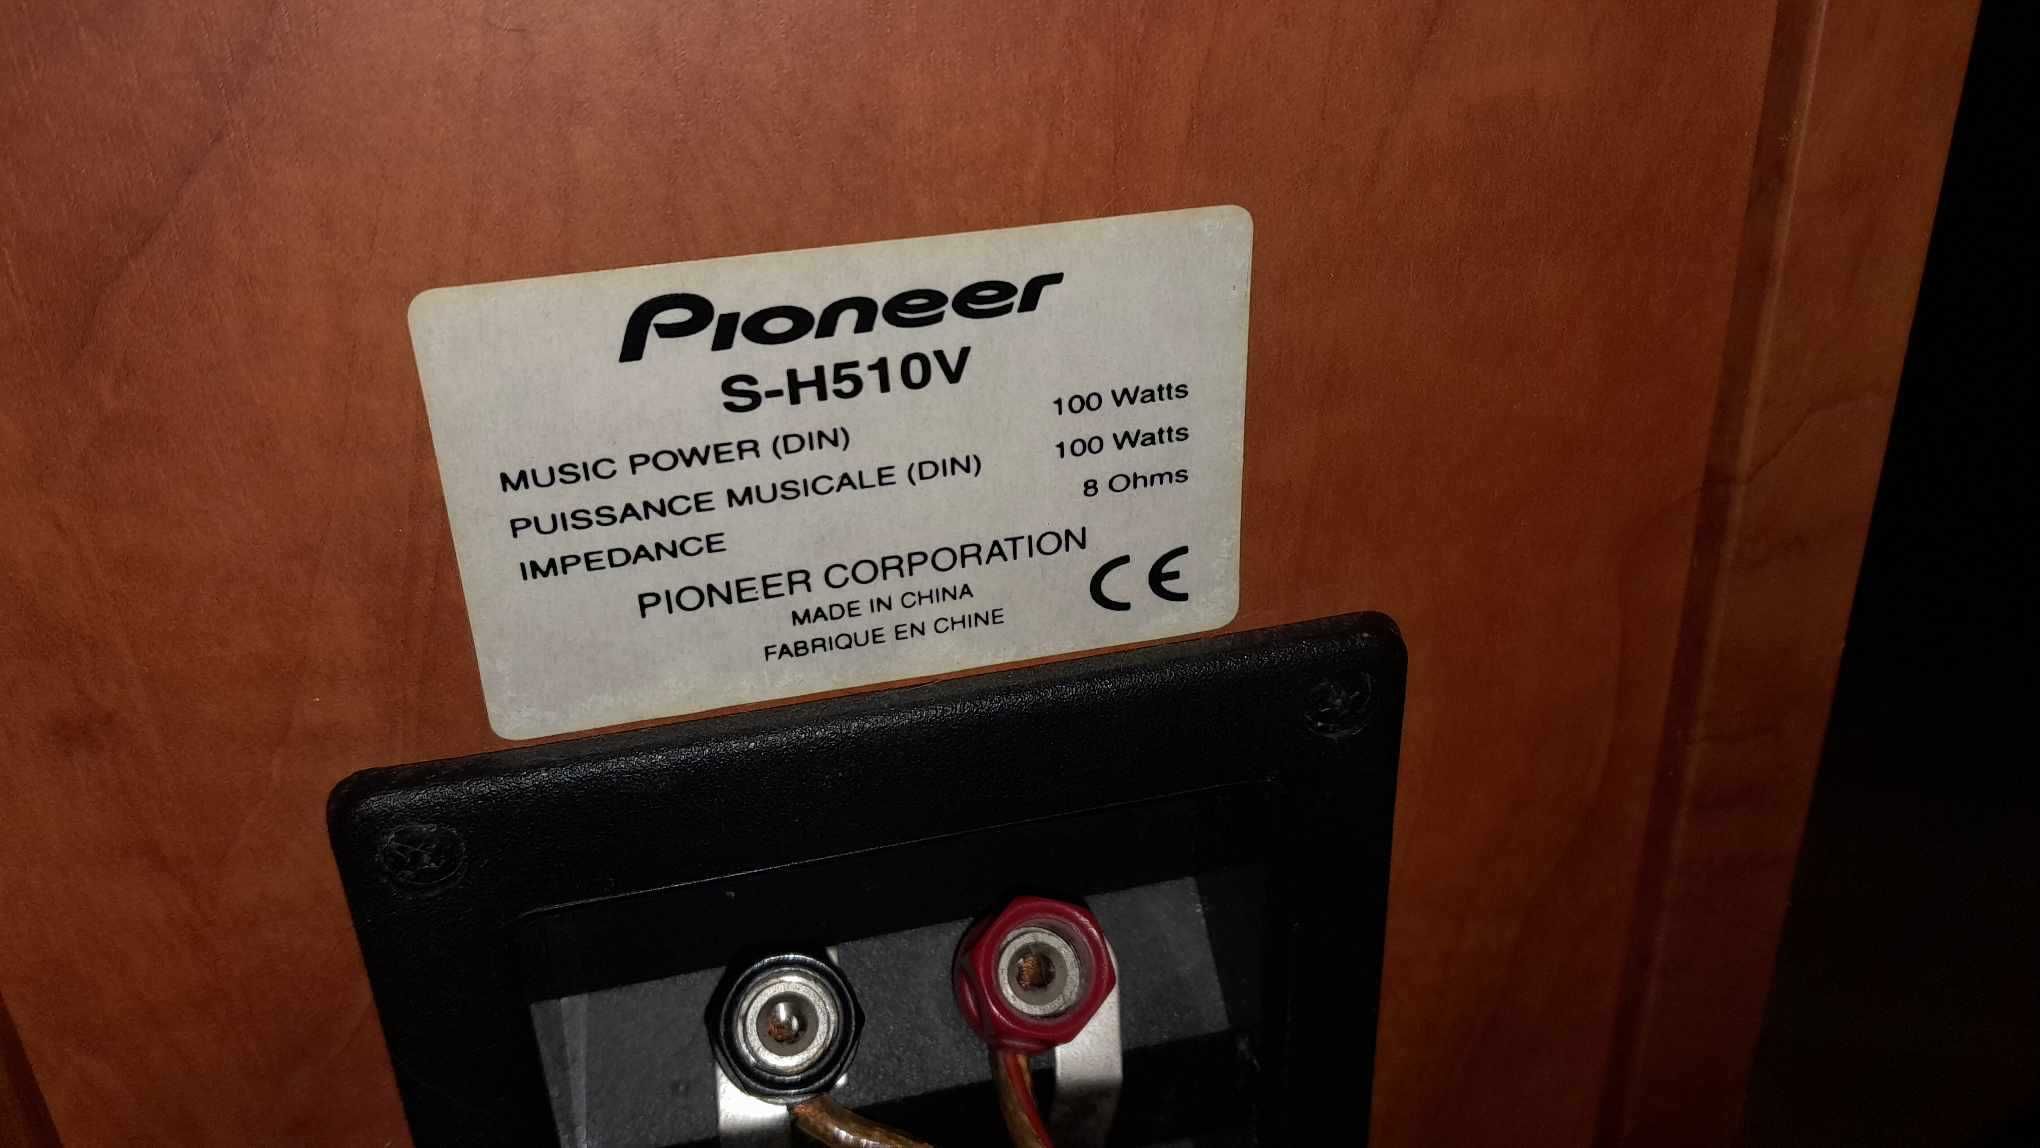 Pioneer
S-H510V
MUSIC POWER (DIN) 100 Watts
PUISSANCE MUSICALE (DIN) 100 Watts
IMPEDANCE 8 Ohms
PIONEER CORPORATION
MADE IN CHINA
FABRIQUE EN CHINE
CE